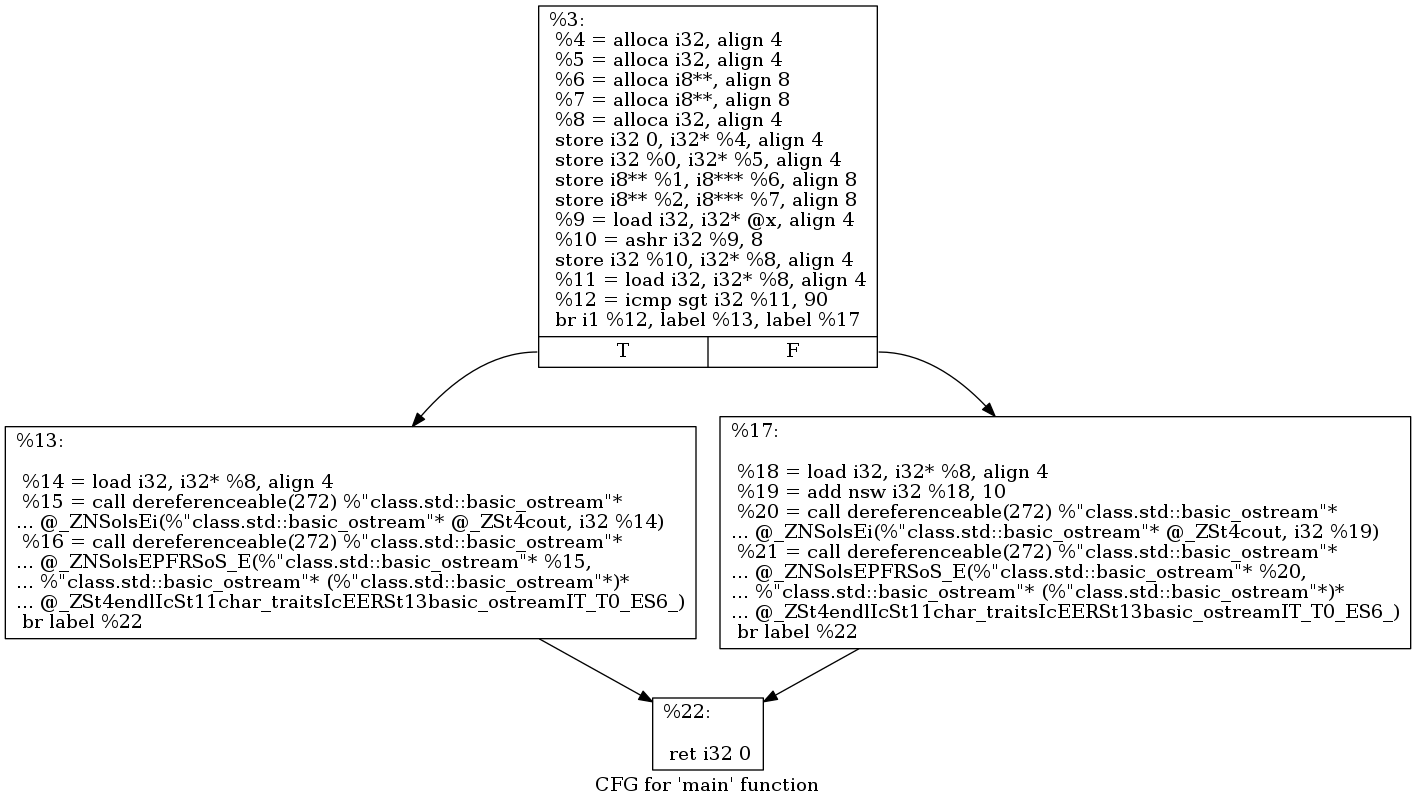 %3:
%4 = alloca i32, align 4
%5 = alloca i32, align 4
%6 = alloca i8**, align 8
%7 = alloca i8**, align 8
%8 = alloca i32, align 4
store i32 0, i32* %4, align 4
store i32 %0, i32* %5, align 4
store i8** %1, i8*** %6, align 8
store i8** %2, i8*** %7, align 8
%9 = load i32, i32* @x, align 4
%10 = ashr i32 %9, 8
store i32 %10, i32* %8, align 4
%11 = load i32, i32* %8, align 4
%12 = icmp sgt i32 %11, 90
br i1 %12, label %13, label %17
T F
%13:
%14 = load i32, i32* %8, align 4
%15 = call dereferenceable(272) %"class.std::basic_ostream"*
... @_ZNSolsEi(%"class.std::basic_ostream"* @_ZSt4cout, i32 %14)
%16 = call dereferenceable(272) %"class.std::basic_ostream"*
... @_ZNSolsEPFRSoS_E(%"class.std::basic_ostream"* %15,
... %"class.std::basic_ostream"* (%"class.std::basic_ostream"*)*
... @_ZSt4endlIcSt11char_traitsIcEERSt13basic_ostreamIT_T0_ES6_)
br label %22
%17:
%18 = load i32, i32* %8, align 4
%19 = add nsw i32 %18, 10
%20 = call dereferenceable(272) %"class.std::basic_ostream"*
... @_ZNSolsEi(%"class.std::basic_ostream"* @_ZSt4cout, i32 %19)
%21 = call dereferenceable(272) %"class.std::basic_ostream"*
... @_ZNSolsEPFRSoS_E(%"class.std::basic_ostream"* %20,
... %"class.std::basic_ostream"* (%"class.std::basic_ostream"*)*
... @_ZSt4endlIcSt11char_traitsIcEERSt13basic_ostreamIT_T0_ES6_)
br label %22
%22:
ret i32 0
CFG for 'main' function